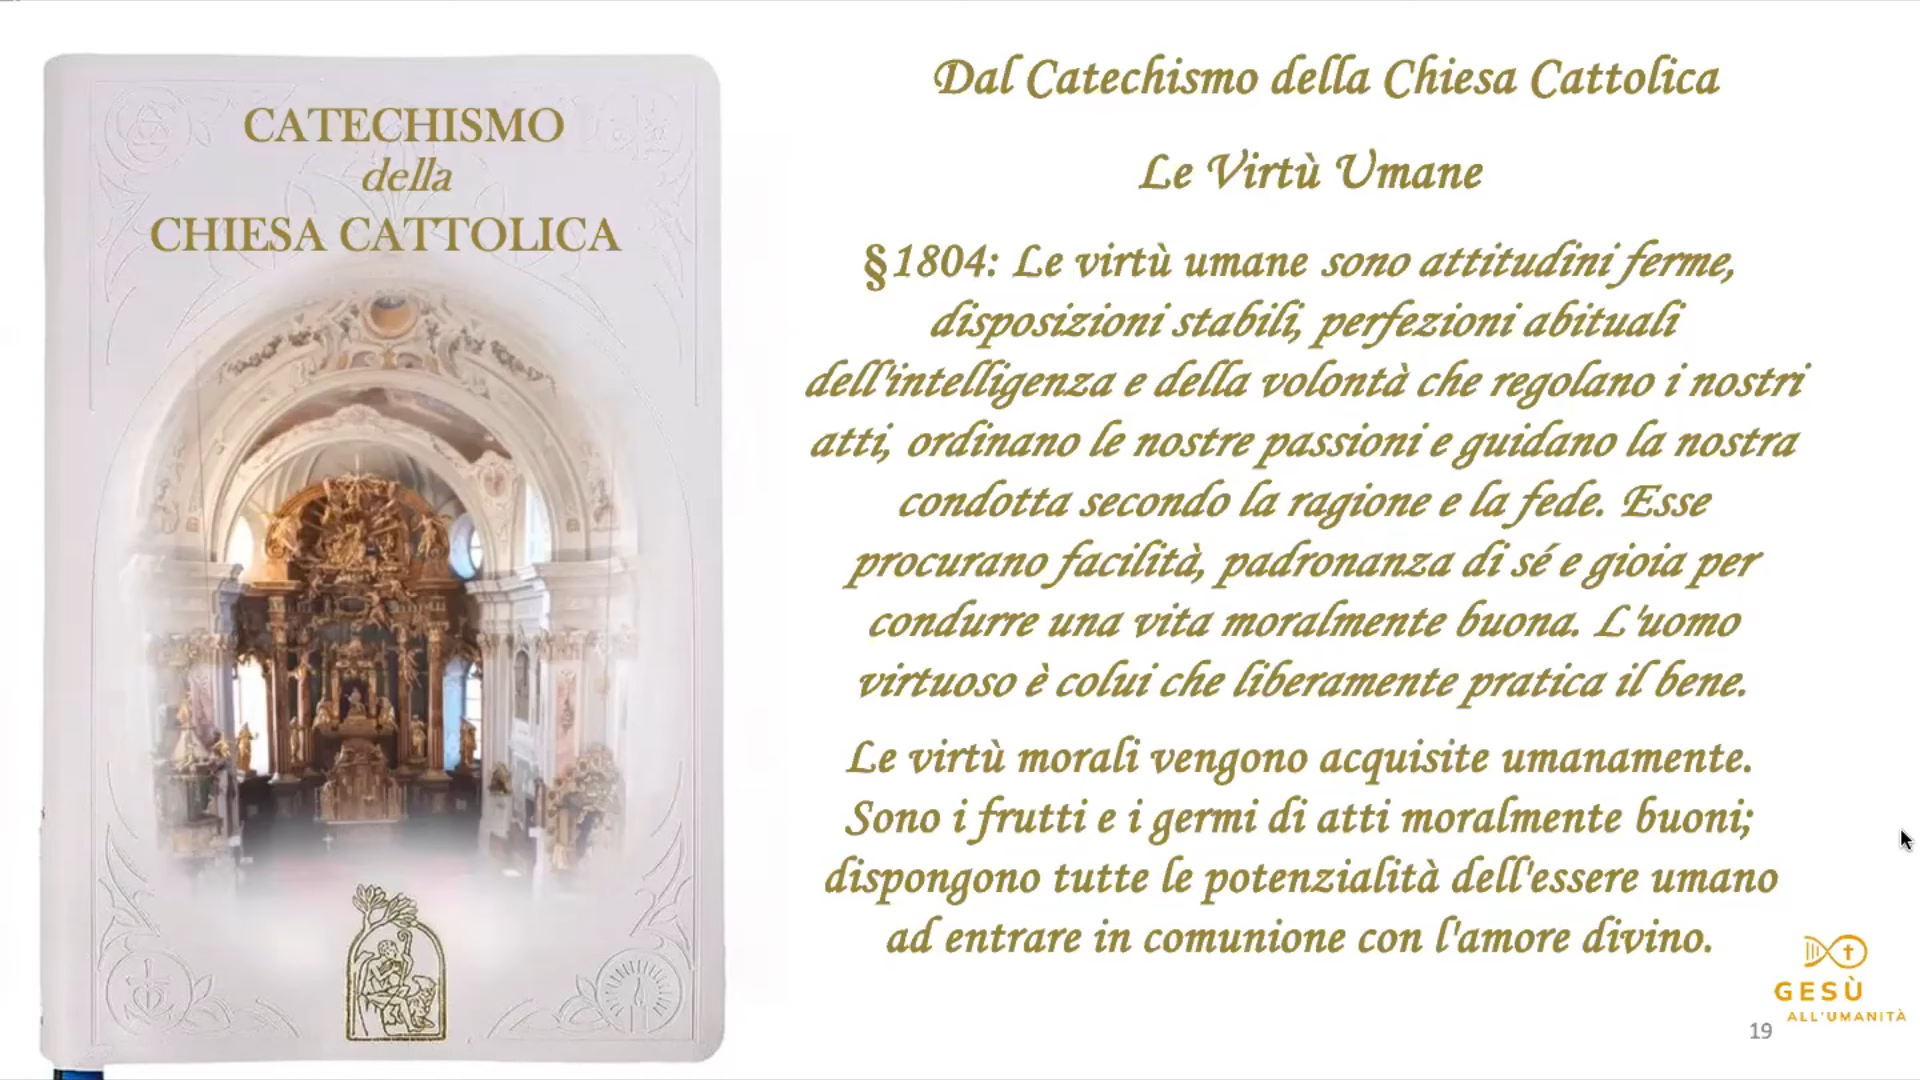 CATECHISMO
della
CHIESA CATTOLICA
Dal Catechismo della Chiesa Cattolica
Le Virtù Umane
§1804: Le virtù umane sono attitudini ferme,
disposizioni stabili, perfezioni abituali
dell'intelligenza e della volontà che regolano i nostri
atti, ordinano le nostre passioni e guidano la nostra
condotta secondo la ragione e la fede. Esse
procurano facilità, padronanza di sé e gioia per
condurre una vita moralmente buona. L'uomo
virtuoso è colui che liberamente pratica il bene.
Le virtù morali vengono acquisite umanamente.
Sono i frutti e i germi di atti moralmente buoni;
dispongono tutte le potenzialità dell'essere umano
ad entrare in comunione con l'amore divino.
GESÙ
ALL'UMANITÀ
19